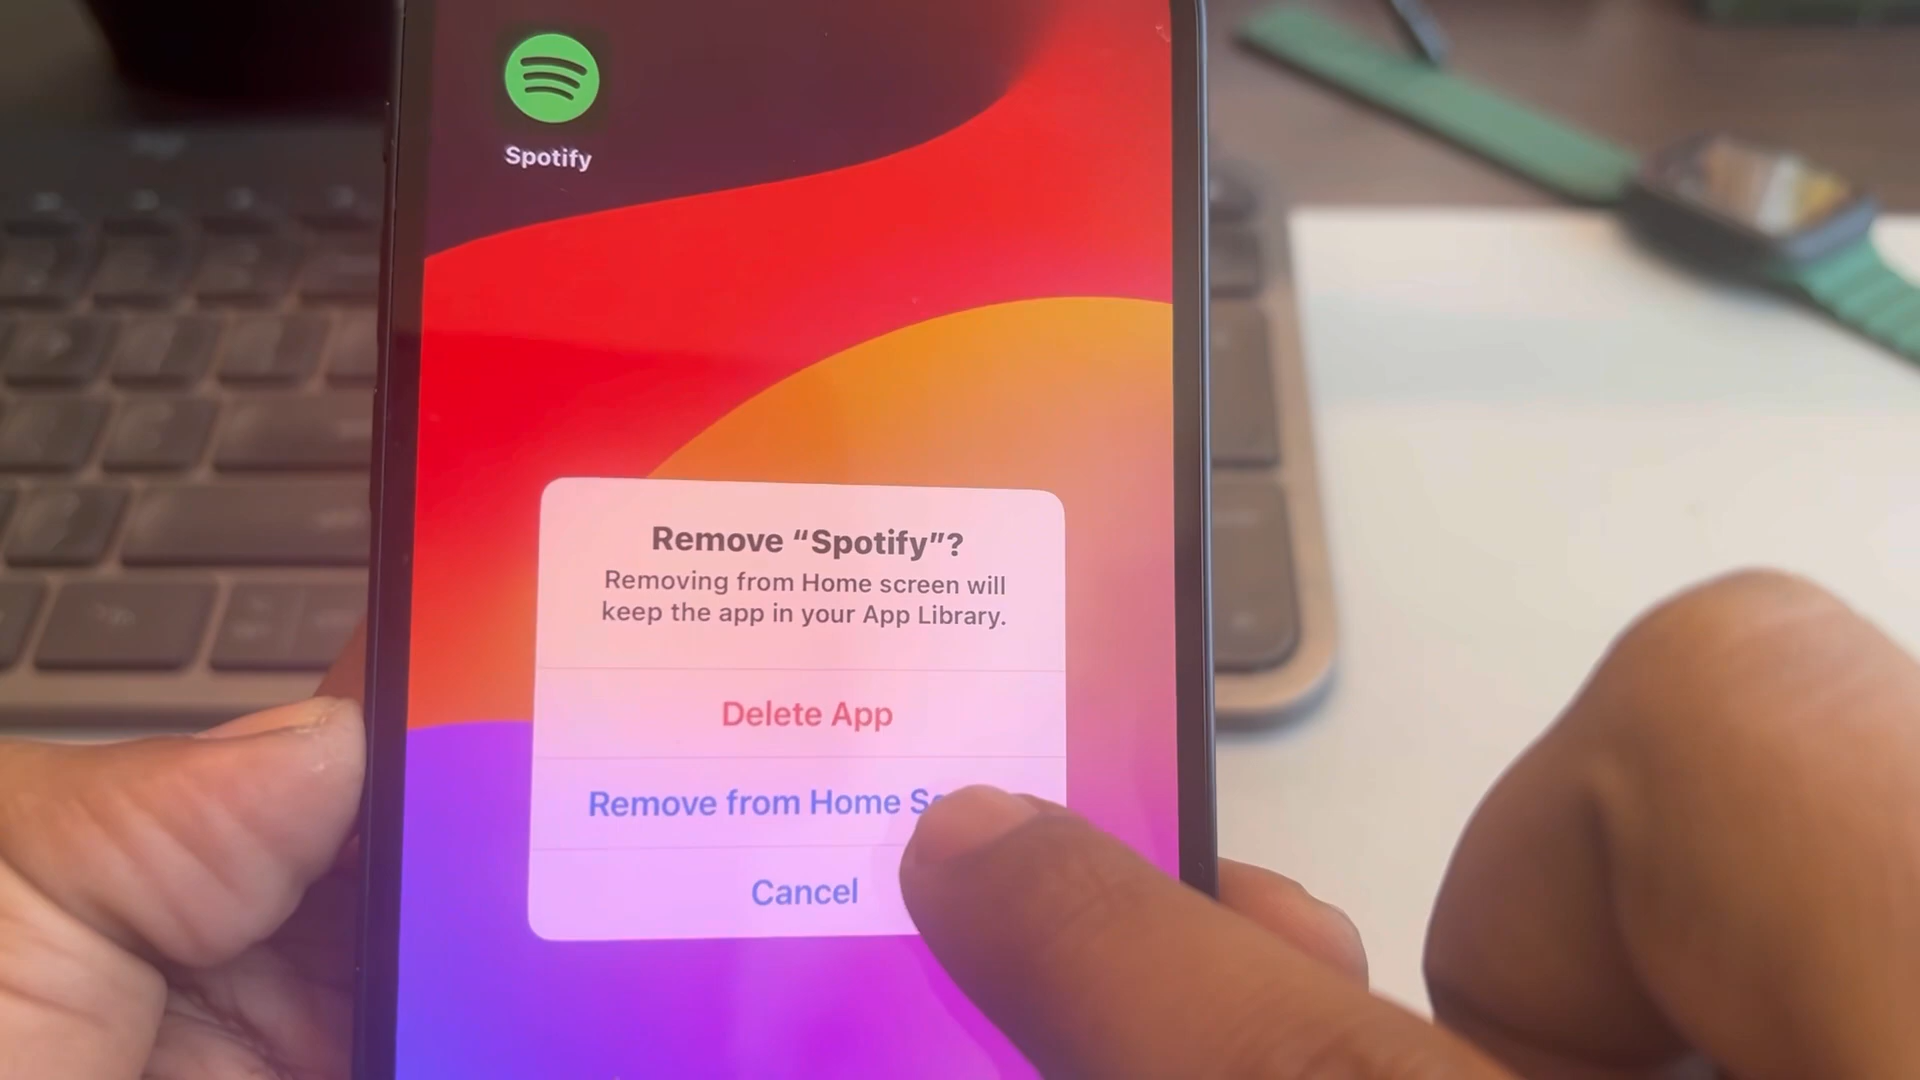 Spotify
Remove “Spotify”?
Removing from Home screen will
keep the app in your App Library.
Delete App
Remove from Home
Cancel